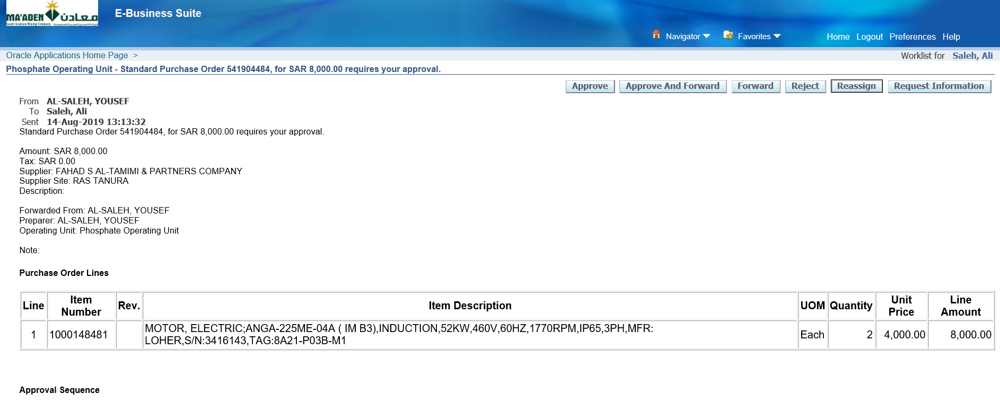 MA'ADEN معادن
Saudi Arabian Mining Company شركة التعدين العربية السعودية
E-Business Suite
Navigator Favorites Home Logout Preferences Help
Oracle Applications Home Page >
Worklist for Saleh, Ali
Phosphate Operating Unit - Standard Purchase Order 541904484, for SAR 8,000.00 requires your approval.
Approve Approve And Forward Forward Reject Reassign Request Information
From AL-SALEH, YOUSEF
To Saleh, Ali
Sent 14-Aug-2019 13:13:32
Standard Purchase Order 541904484, for SAR 8,000.00 requires your approval.
Amount: SAR 8,000.00
Tax: SAR 0.00
Supplier: FAHAD S AL-TAMIMI & PARTNERS COMPANY
Supplier Site: RAS TANURA
Description:
Forwarded From: AL-SALEH, YOUSEF
Preparer: AL-SALEH, YOUSEF
Operating Unit: Phosphate Operating Unit
Note:
Purchase Order Lines
Line Item Number Rev. Item Description UOM Quantity Unit Price Line Amount
1 1000148481 MOTOR, ELECTRIC;ANGA-225ME-04A ( IM B3),INDUCTION,52KW,460V,60HZ,1770RPM,IP65,3PH,MFR:
LOHER,S/N:3416143,TAG:8A21-P03B-M1 Each 2 4,000.00 8,000.00
Approval Sequence